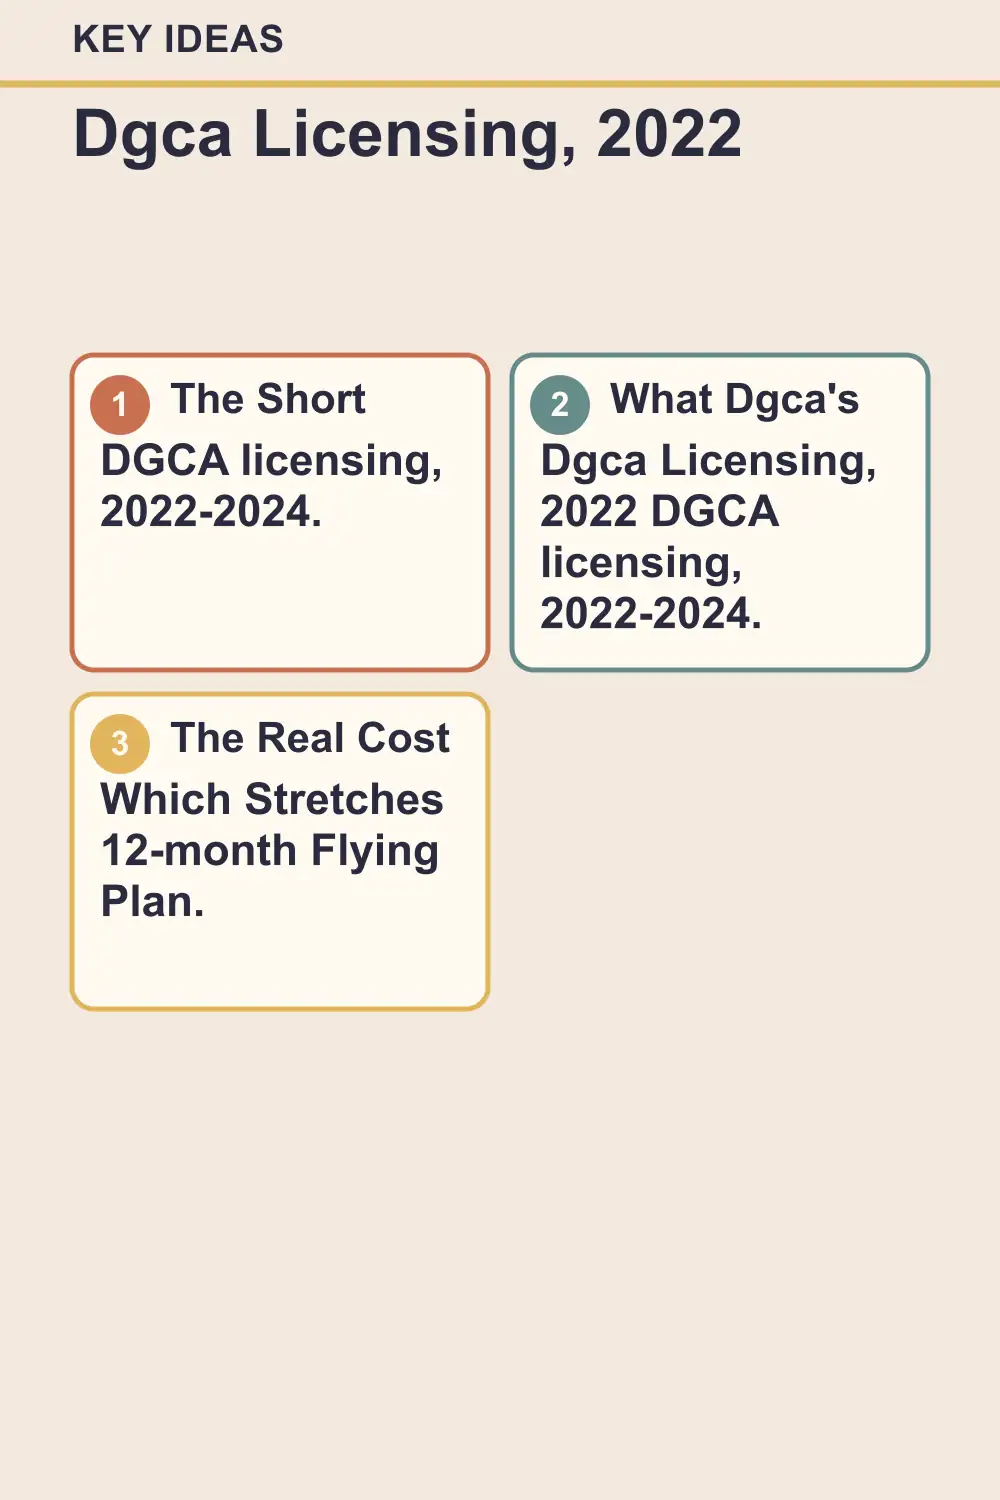 KEY IDEAS
Dgca Licensing, 2022
1 The Short
DGCA licensing,
2022-2024.
2 What Dgca's
Dgca Licensing,
2022 DGCA
licensing,
2022-2024.
3 The Real Cost
Which Stretches
12-month Flying
Plan.